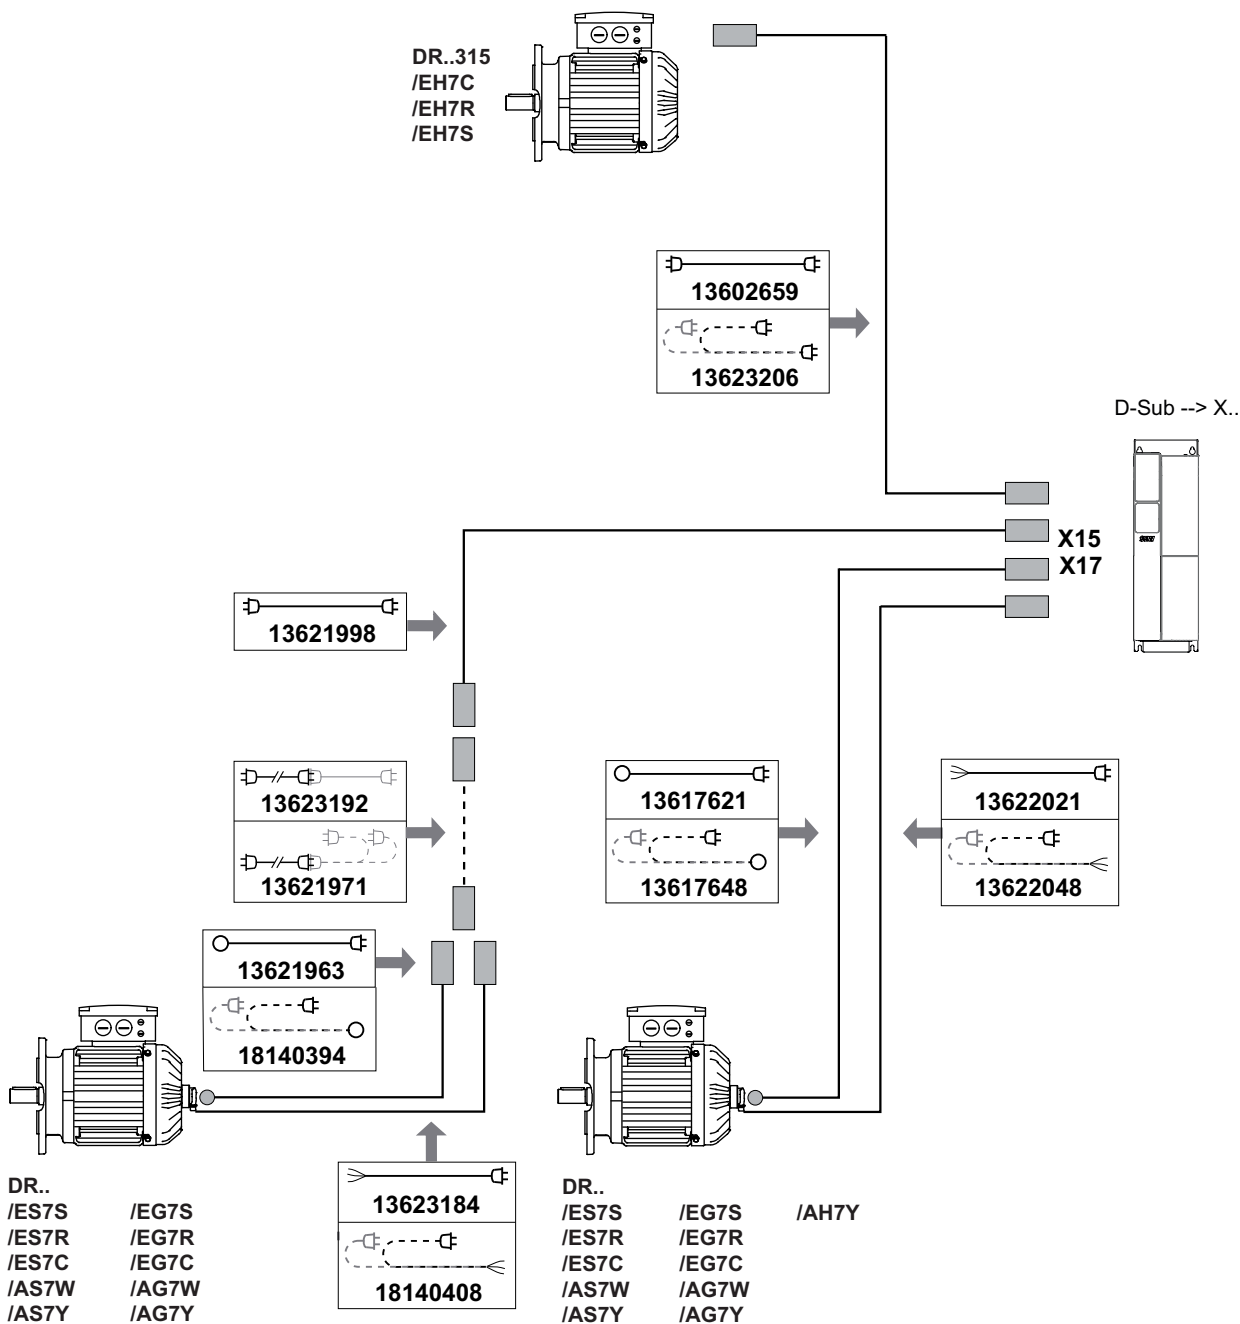 DR..315
/EH7C
/EH7R
/EH7S
13602659
13623206
D-Sub --> X..
X15
X17
13621998
13623192
13621971
13617621
13617648
13622021
13622048
13621963
18140394
13623184
18140408
DR..
/ES7S /EG7S
/ES7R /EG7R
/ES7C /EG7C
/AS7W /AG7W
/AS7Y /AG7Y
DR..
/ES7S /EG7S /AH7Y
/ES7R /EG7R
/ES7C /EG7C
/AS7W /AG7W
/AS7Y /AG7Y